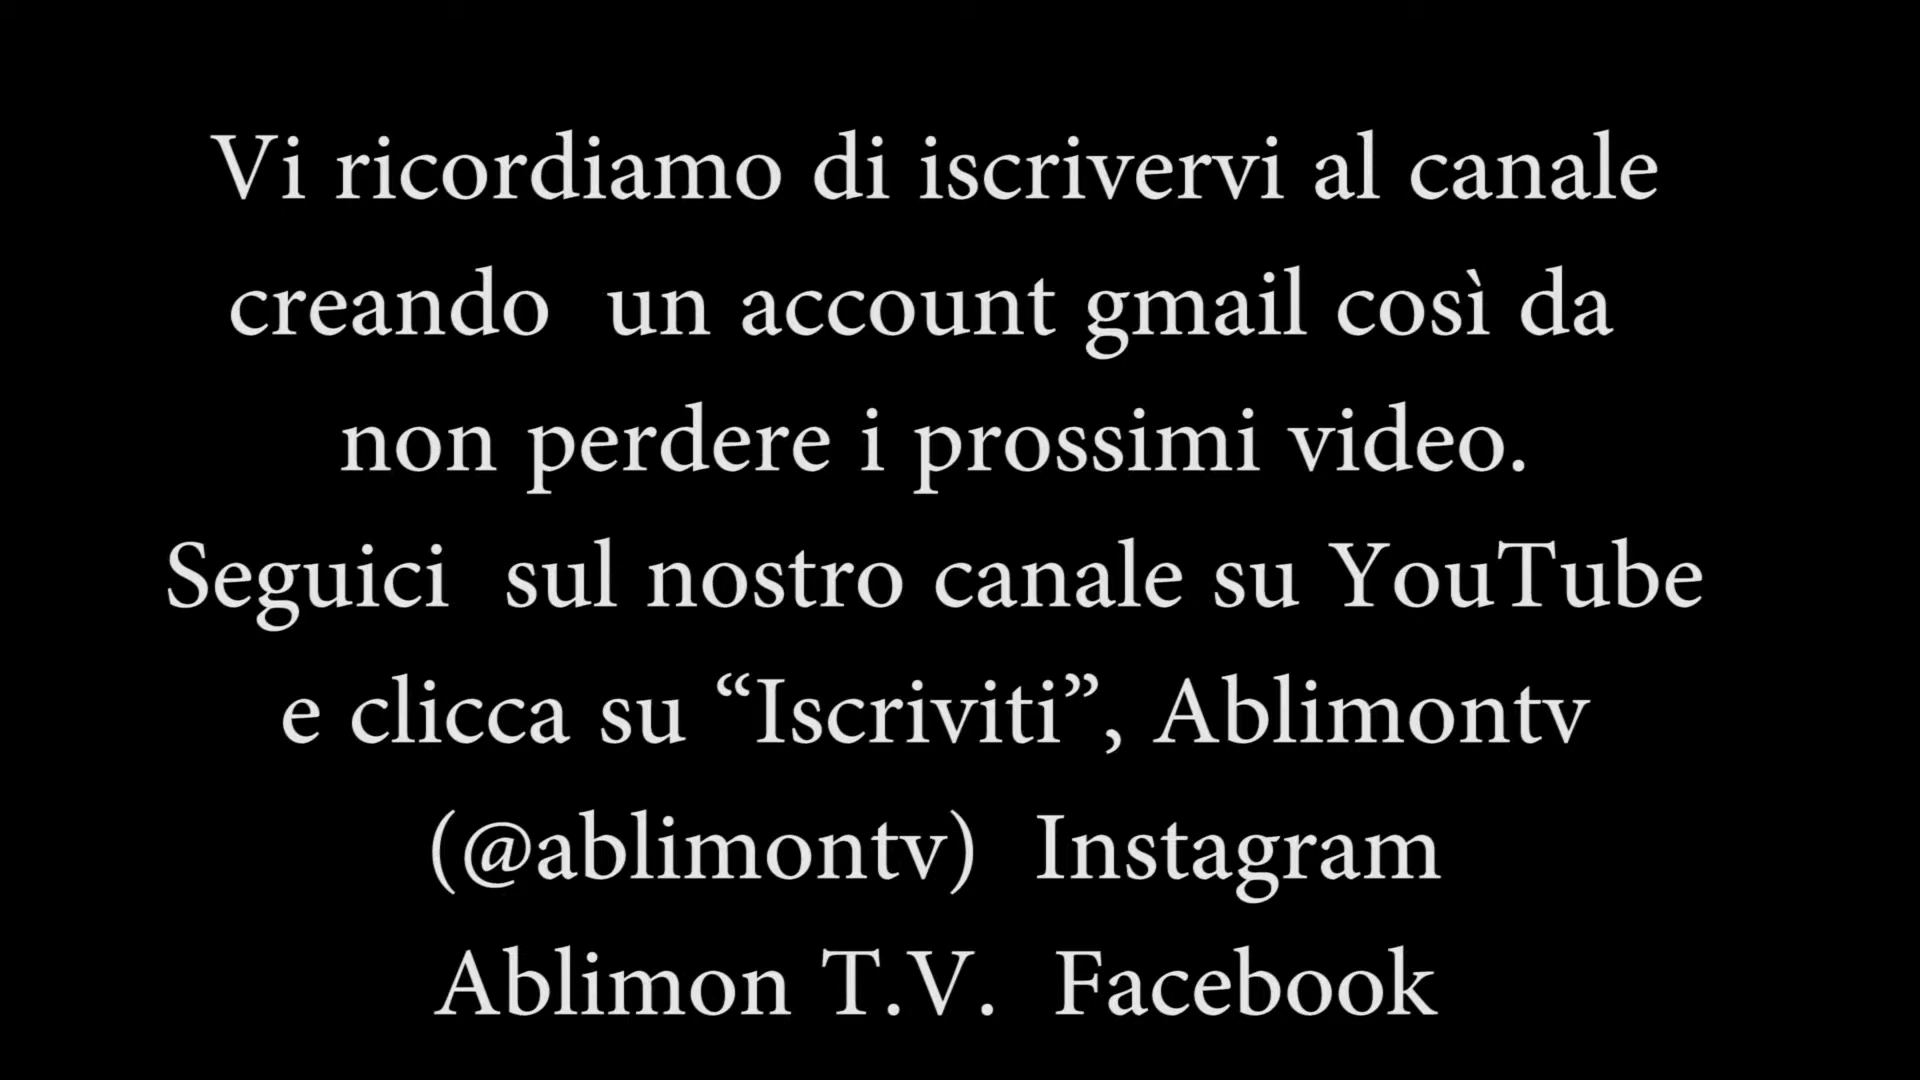 Vi ricordiamo di iscrivervi al canale
creando  un account gmail così da
non perdere i prossimi video.
Seguici  sul nostro canale su YouTube
e clicca su “Iscriviti”, Ablimontv
(@ablimontv)  Instagram
Ablimon T.V.  Facebook